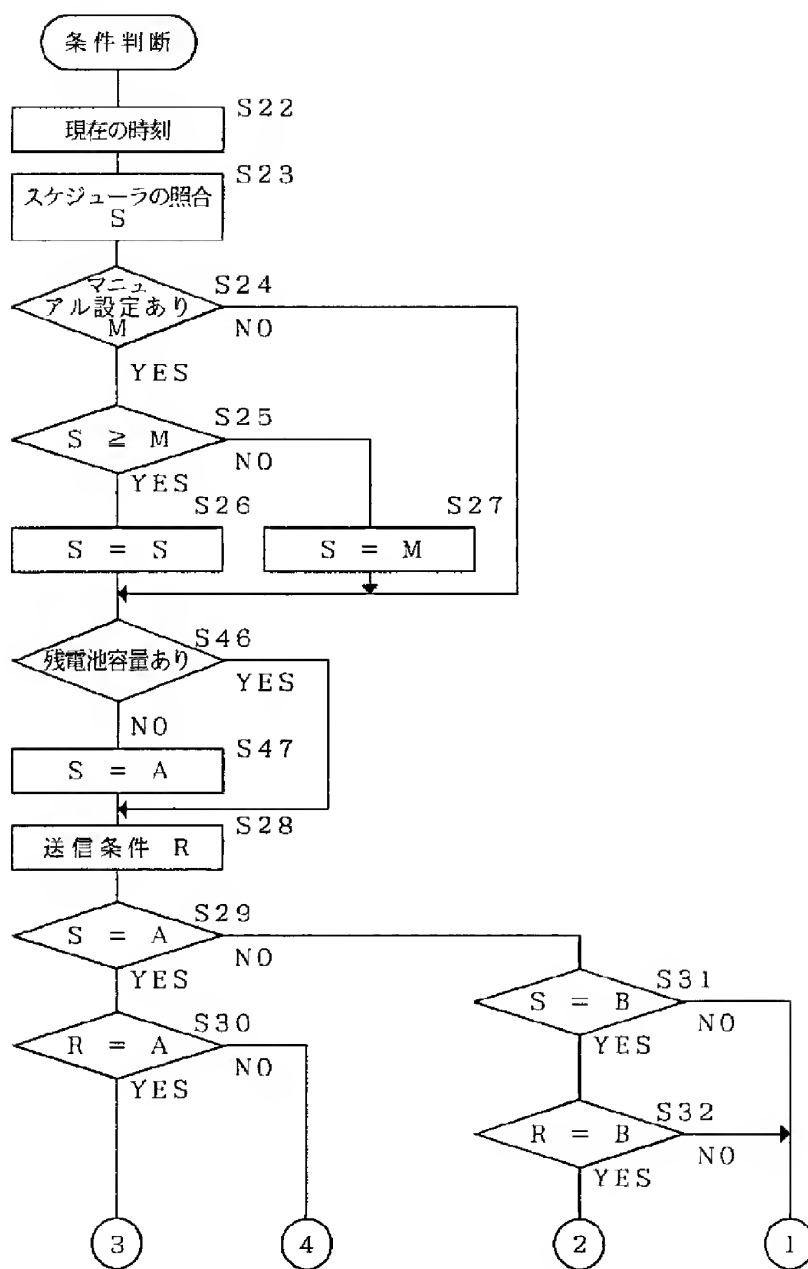 条件判断
S22
現在の時刻
S23
スケジューラの照合
S
マニュ
アル設定あり
M
S24
NO
YES
S ≧ M
S25
NO
YES
S26
S = S
S27
S = M
残電池容量あり
S46
YES
NO
S47
S = A
S28
送信条件 R
S = A
S29
NO
YES
S = B
S31
NO
YES
R = A
S30
NO
YES
R = B
S32
NO
YES
3
4
2
1